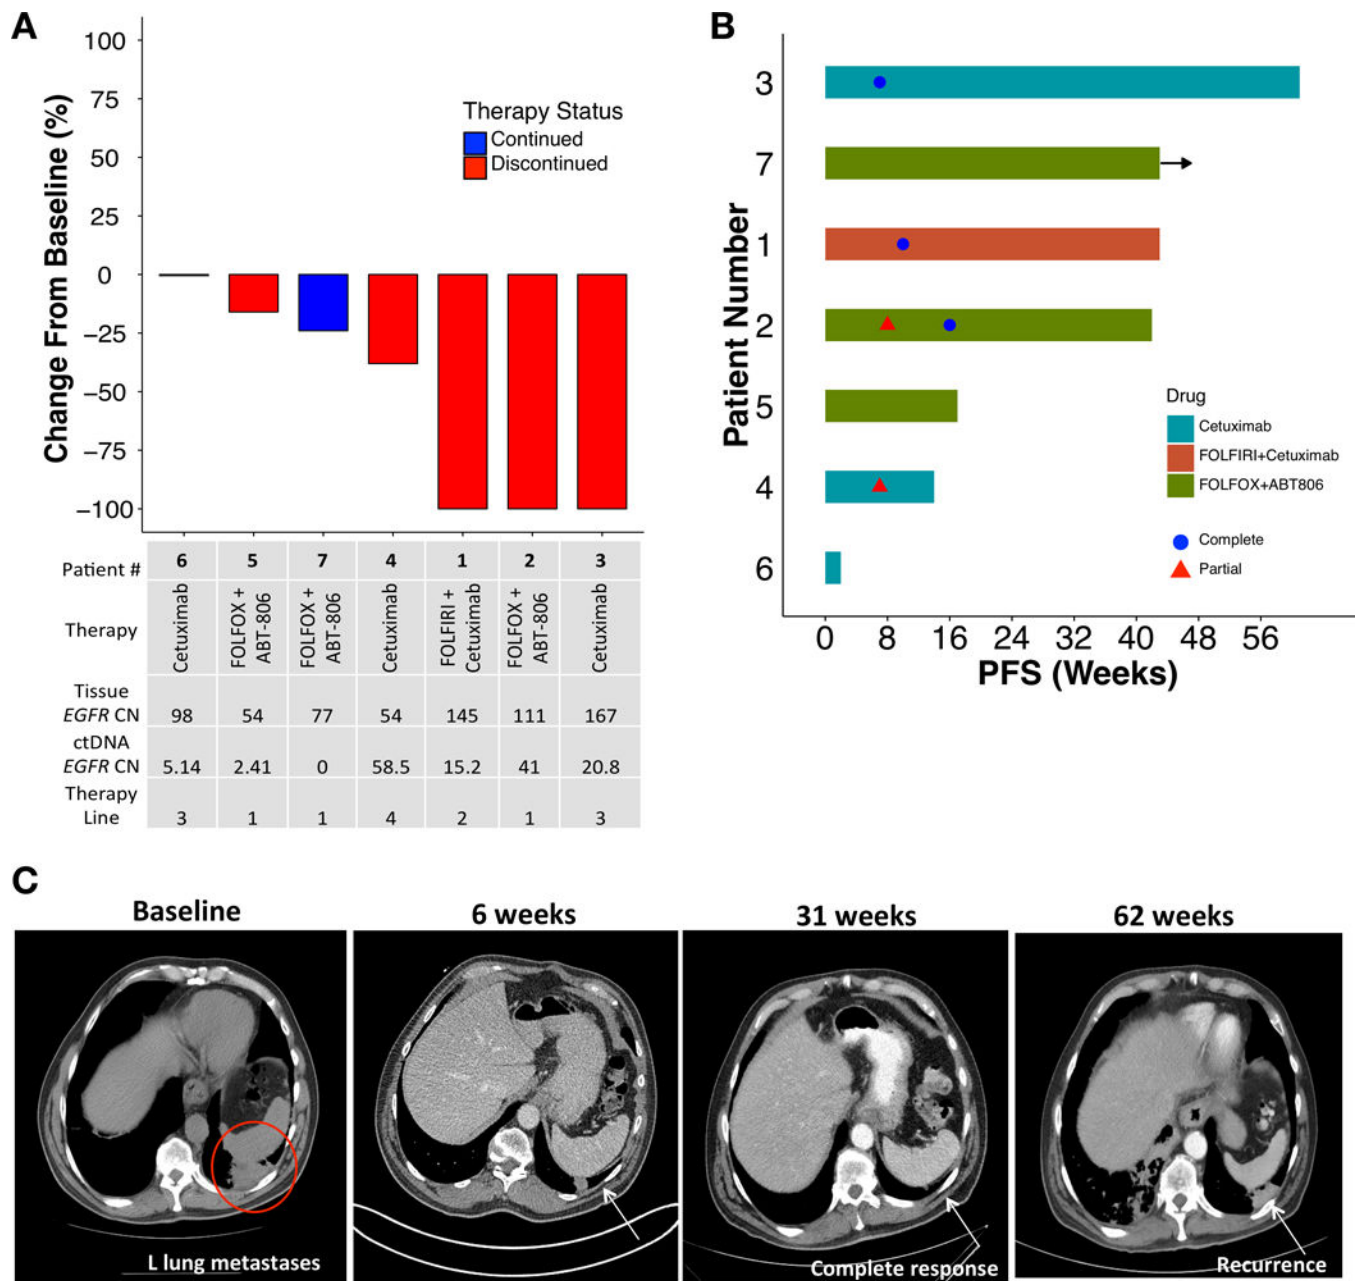 A
Change From Baseline (%)
100
75
50
25
0
−25
−50
−75
−100
Therapy Status
Continued
Discontinued
Patient # 6 5 7 4 1 2 3
Therapy Cetuximab FOLFOX + ABT-806 FOLFOX + ABT-806 Cetuximab FOLFIRI + Cetuximab FOLFOX + ABT-806 Cetuximab
Tissue
EGFR CN 98 54 77 54 145 111 167
ctDNA
EGFR CN 5.14 2.41 0 58.5 15.2 41 20.8
Therapy
Line 3 1 1 4 2 1 3
B
Patient Number
3
7
1
2
5
4
6
Drug
Cetuximab
FOLFIRI+Cetuximab
FOLFOX+ABT806
Complete
Partial
0 8 16 24 32 40 48 56
PFS (Weeks)
C
Baseline 6 weeks 31 weeks 62 weeks
L lung metastases
Complete response
Recurrence